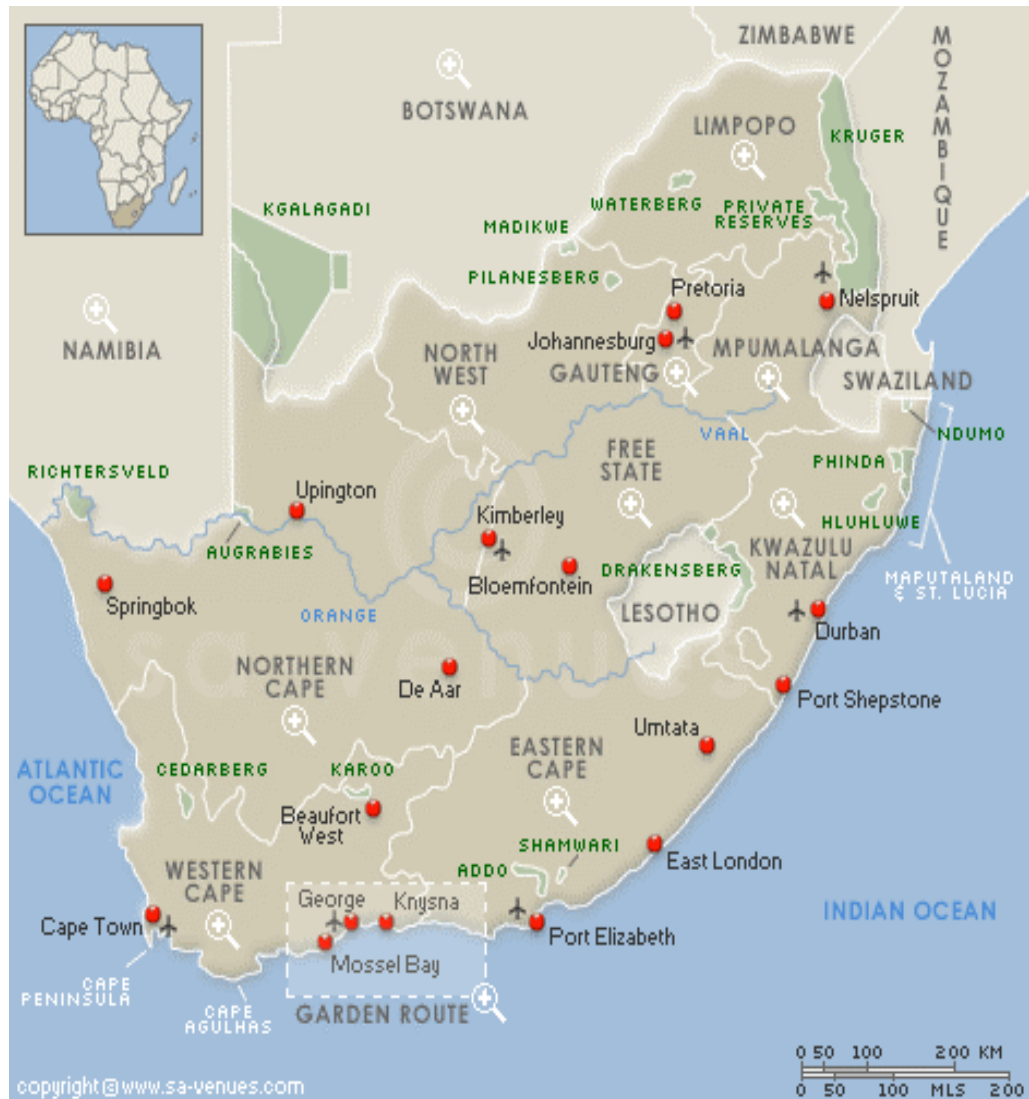 ZIMBABWE
MOZAMBIQUE
BOTSWANA
LIMPOPO
KRUGER
KGALAGADI
WATERBERG
PRIVATE
RESERVES
MADIKWE
PILANESBERG
Pretoria
Nelspruit
NAMIBIA
Johannesburg
NORTH
WEST
GAUTENG
MPUMALANGA
SWAZILAND
VAAL
NDUMO
FREE
STATE
PHINDA
RICHTERSVELD
Upington
Kimberley
HLUHLUWE
AUGRABIES
KWAZULU
NATAL
DRAKENSBERG
Bloemfontein
MAPUTALAND
& ST. LUCIA
Springbok
ORANGE
LESOTHO
Durban
sa-venues
NORTHERN
CAPE
De Aar
Port Shepstone
Umtata
EASTERN
CAPE
ATLANTIC
OCEAN
CEDARBERG
KAROO
Beaufort
West
SHAMWARI
East London
WESTERN
CAPE
ADDO
George
Knysna
INDIAN OCEAN
Cape Town
Port Elizabeth
Mossel Bay
CAPE
PENINSULA
CAPE
AGULHAS
GARDEN ROUTE
0 50 100 200 KM
0 50 100 MLS 200
copyright©www.sa-venues.com